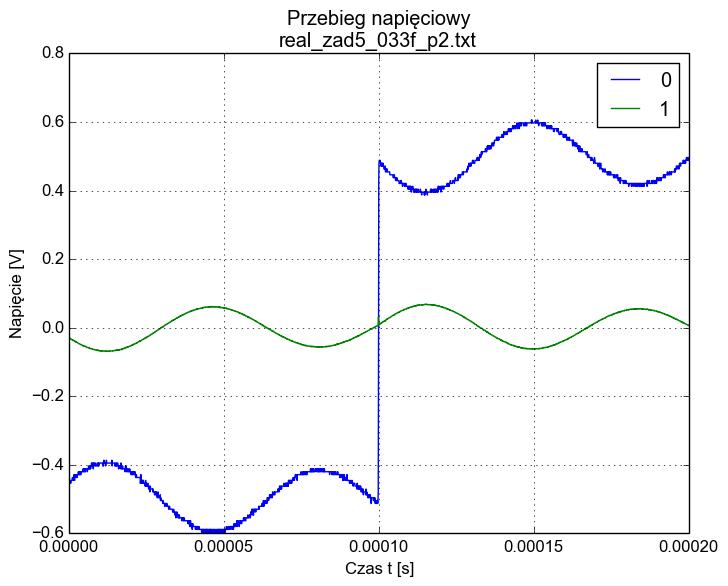 Przebieg napięciowy
real_zad5_033f_p2.txt
0.8
0.6
0.4
0.2
0.0
−0.2
−0.4
−0.6
Napięcie [V]
0
1
0.00000 0.00005 0.00010 0.00015 0.00020
Czas t [s]